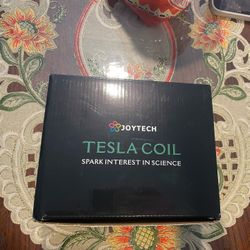 JOYTECH
TESLA COIL
SPARK INTEREST IN SCIENCE